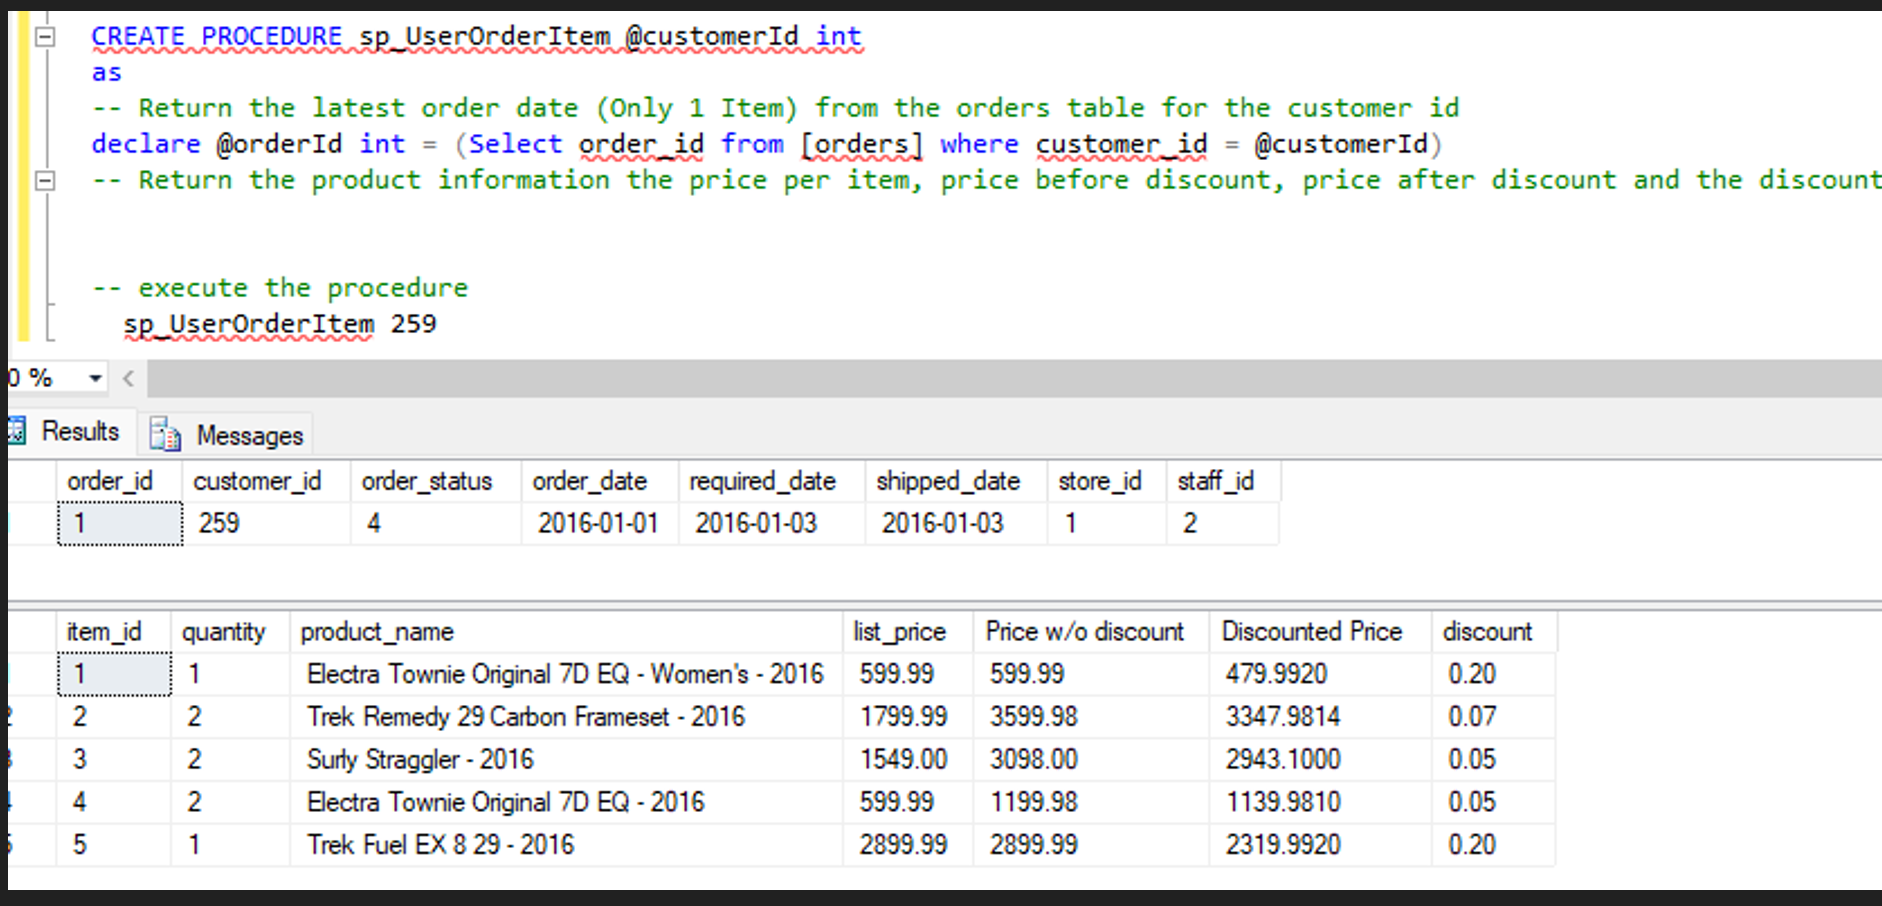 CREATE PROCEDURE sp_UserOrderItem @customerId int
as
-- Return the latest order date (Only 1 Item) from the orders table for the customer id
declare @orderId int = (Select order_id from [orders] where customer_id = @customerId)
-- Return the product information the price per item, price before discount, price after discount and the discount
-- execute the procedure
sp_UserOrderItem 259
0 %
Results Messages
order_id customer_id order_status order_date required_date shipped_date store_id staff_id
1 259 4 2016-01-01 2016-01-03 2016-01-03 1 2
item_id quantity product_name list_price Price w/o discount Discounted Price discount
1 1 Electra Townie Original 7D EQ - Women's - 2016 599.99 599.99 479.9920 0.20
2 2 Trek Remedy 29 Carbon Frameset - 2016 1799.99 3599.98 3347.9814 0.07
3 2 Surly Straggler - 2016 1549.00 3098.00 2943.1000 0.05
4 2 Electra Townie Original 7D EQ - 2016 599.99 1199.98 1139.9810 0.05
5 1 Trek Fuel EX 8 29 - 2016 2899.99 2899.99 2319.9920 0.20